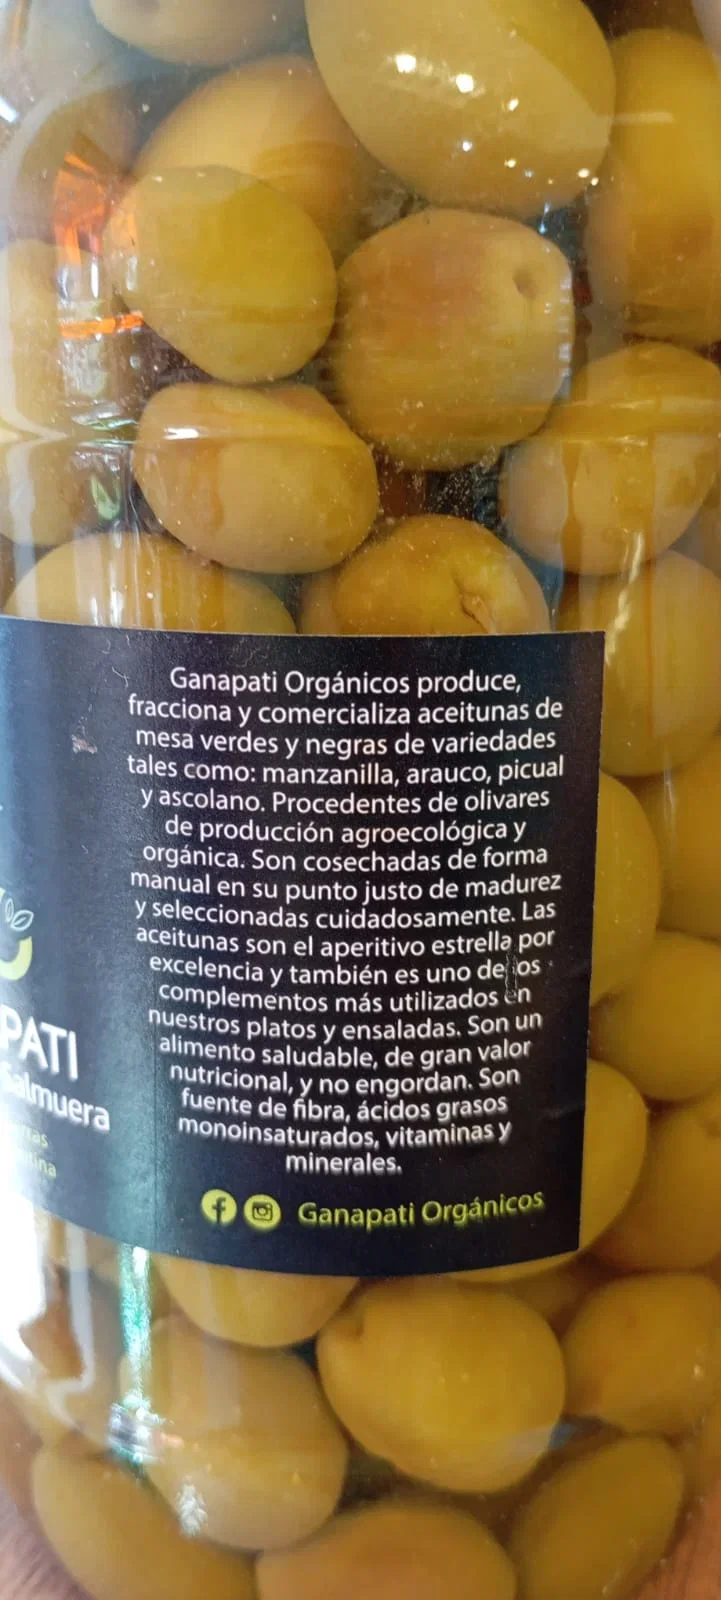 Ganapati Orgánicos produce,
fracciona y comercializa aceitunas de
mesa verdes y negras de variedades
tales como: manzanilla, arauco, picual
y ascolano. Procedentes de olivares
de producción agroecológica y
orgánica. Son cosechadas de forma
manual en su punto justo de madurez
y seleccionadas cuidadosamente. Las
aceitunas son el aperitivo estrella por
excelencia y también es uno de los
complementos más utilizados en
nuestros platos y ensaladas. Son un
alimento saludable, de gran valor
nutricional, y no engordan. Son
fuente de fibra, ácidos grasos
monoinsaturados, vitaminas y
minerales.
Ganapati Orgánicos
PATI
Salmuera